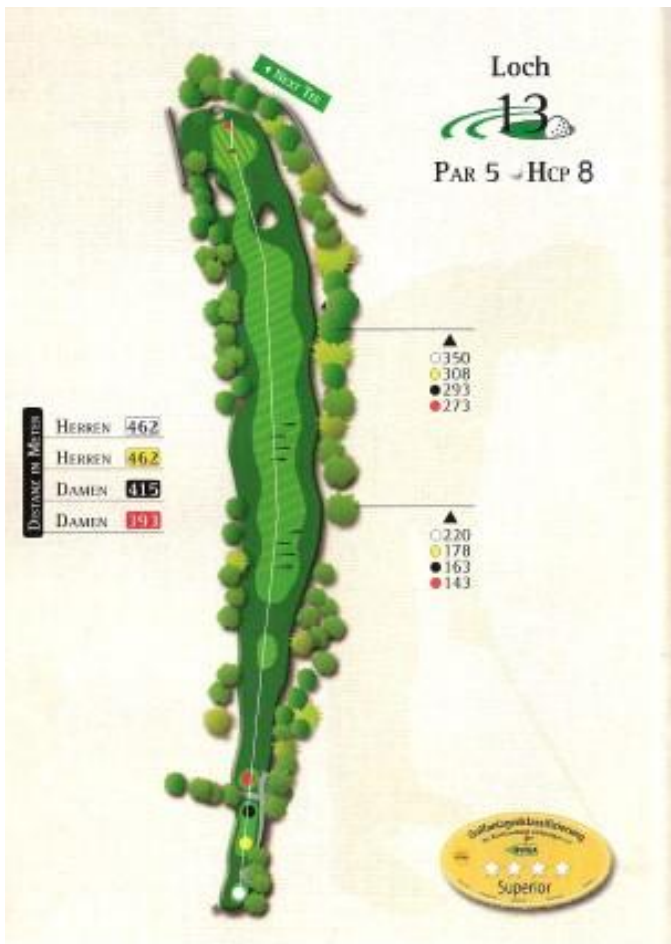 Loch
13
PAR 5 HCP 8
NEXT TEE
350
308
293
273
DISTANZ IN METER
HERREN 462
HERREN 462
DAMEN 415
DAMEN 393
220
178
163
143
Golfanlagenklassifizierung
Superior